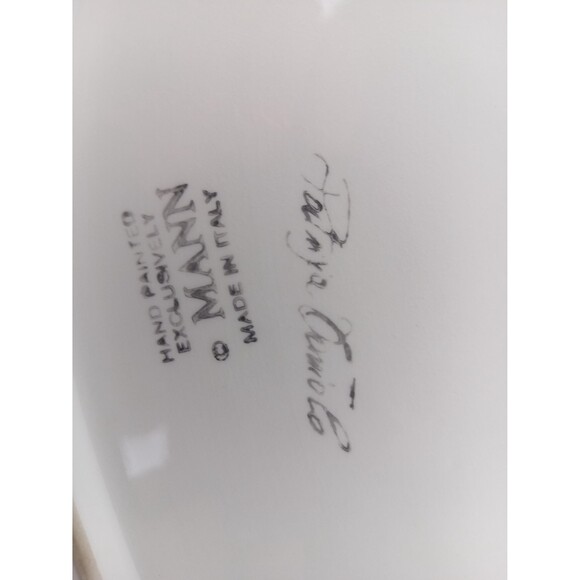 HAND PAINTED
EXCLUSIVELY
© MANN
MADE IN ITALY